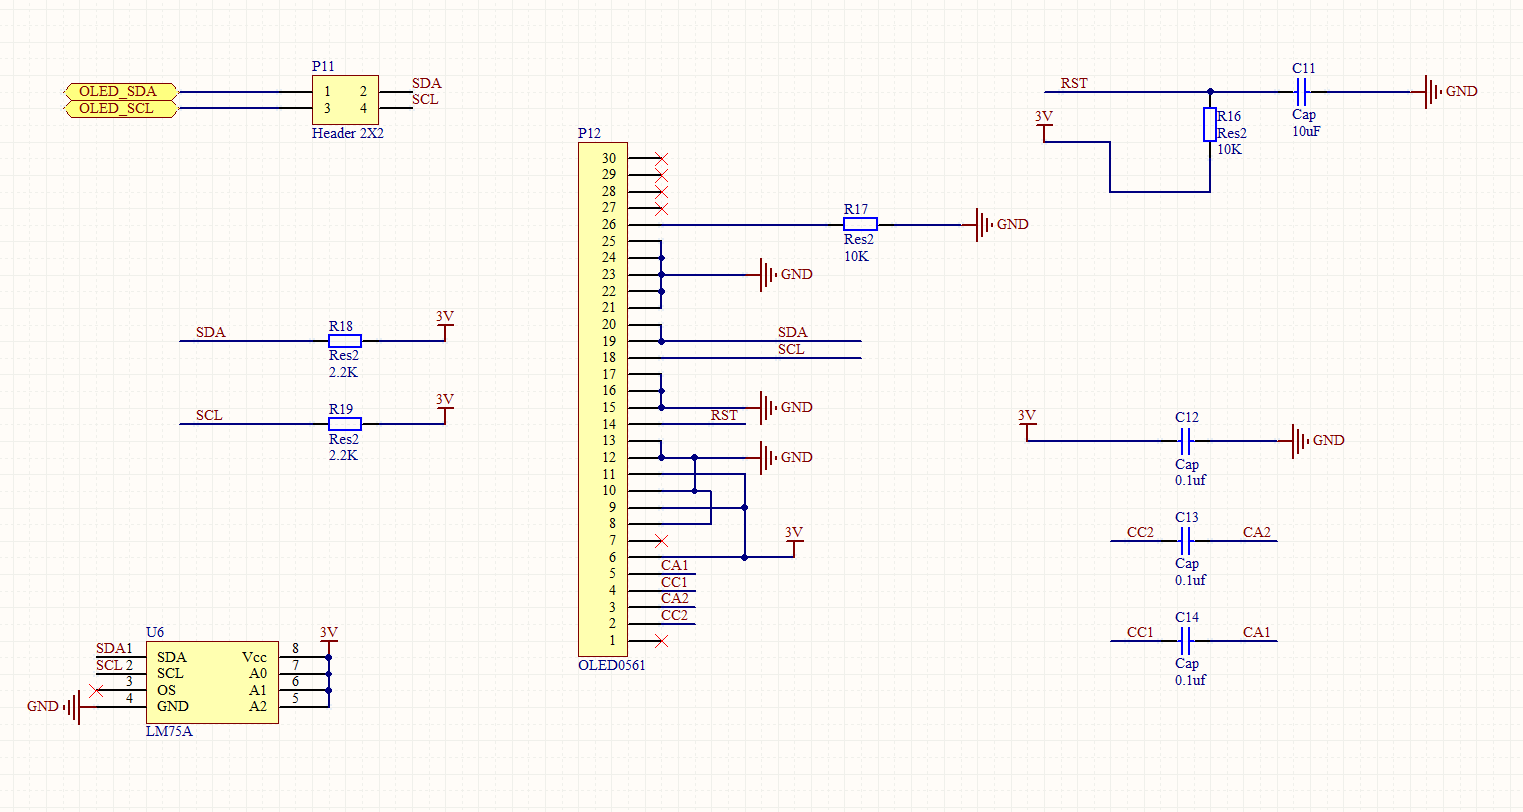 P11
OLED_SDA 1 2 SDA
OLED_SCL 3 4 SCL
Header 2X2
RST
C11
GND
Cap
10uF
3V
R16
Res2
10K
P12
30
29
28
27
26
25
24
23
22
21
20
19
18
17
16
15
14
13
12
11
10
9
8
7
6
5
4
3
2
1
OLED0561
R17
Res2
10K
GND
GND
SDA
SCL
GND
RST
GND
3V
CA1
CC1
CA2
CC2
SDA
R18
Res2
2.2K
3V
SCL
R19
Res2
2.2K
3V
3V
C12
Cap
0.1uf
GND
CC2
C13
Cap
0.1uf
CA2
CC1
C14
Cap
0.1uf
CA1
U6
3V
SDA 1 SDA Vcc 8
SCL 2 SCL A0 7
3 OS A1 6
GND 4 GND A2 5
LM75A